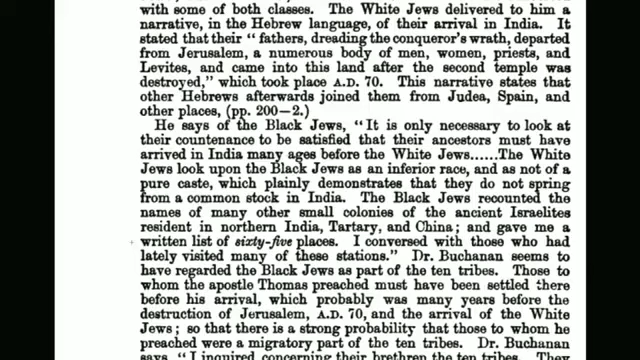 with some of both classes. The White Jews delivered to him a
narrative, in the Hebrew language, of their arrival in India. It
stated that their “ fathers, dreading the conqueror's wrath, departed
from Jerusalem, a numerous body of men, women, priests, and
Levites, and came into this land after the second temple was
destroyed,” which took place A.D. 70. This narrative states that
other Hebrews afterwards joined them from Judea, Spain, and
other places, (pp. 200—2.)
He says of the Black Jews, “ It is only necessary to look at
their countenance to be satisfied that their ancestors must have
arrived in India many ages before the White Jews......The White
Jews look upon the Black Jews as an inferior race, and as not of a
pure caste, which plainly demonstrates that they do not spring
from a common stock in India. The Black Jews recounted the
names of many other small colonies of the ancient Israelites
resident in northern India, Tartary, and China; and gave me a
written list of sixty-five places. I conversed with those who had
lately visited many of these stations.” Dr. Buchanan seems to
have regarded the Black Jews as part of the ten tribes. Those to
whom the apostle Thomas preached must have been settled there
before his arrival, which probably was many years before the
destruction of Jerusalem, A.D. 70, and the arrival of the White
Jews; so that there is a strong probability that those to whom he
preached were a migratory part of the ten tribes. Dr. Buchanan
says, “ I inquired concerning their brethren the ten tribes. They